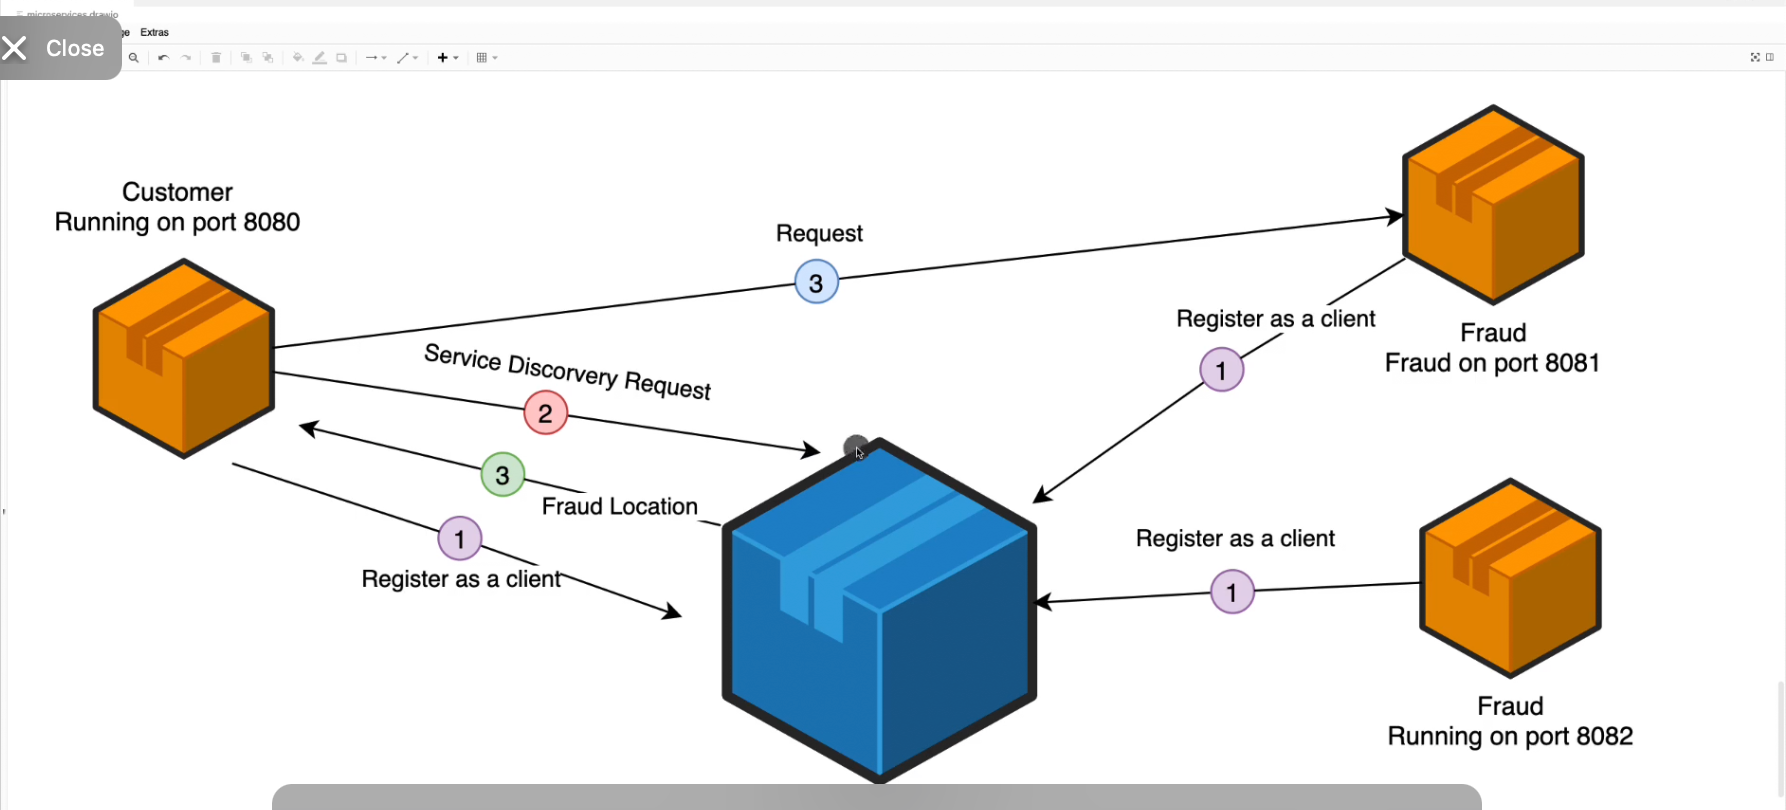 microservices.drawio
Close
ge Extras
Customer
Running on port 8080
Request
3
Service Discorvery Request
2
3
Fraud Location
1
Register as a client
Register as a client
1
Fraud
Fraud on port 8081
Register as a client
1
Fraud
Running on port 8082